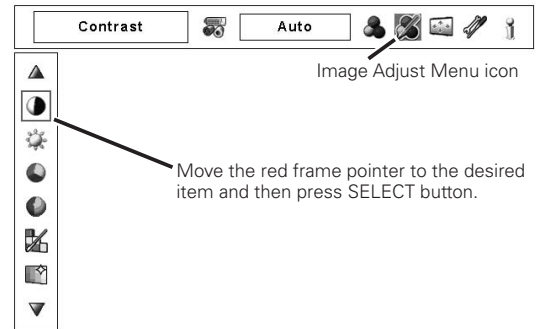 Contrast
Auto
Image Adjust Menu icon
Move the red frame pointer to the desired
item and then press SELECT button.